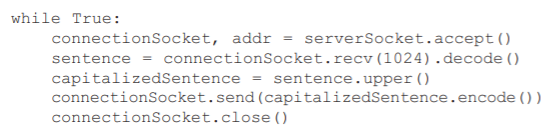 while True:
    connectionSocket, addr = serverSocket.accept()
    sentence = connectionSocket.recv(1024).decode()
    capitalizedSentence = sentence.upper()
    connectionSocket.send(capitalizedSentence.encode())
    connectionSocket.close()